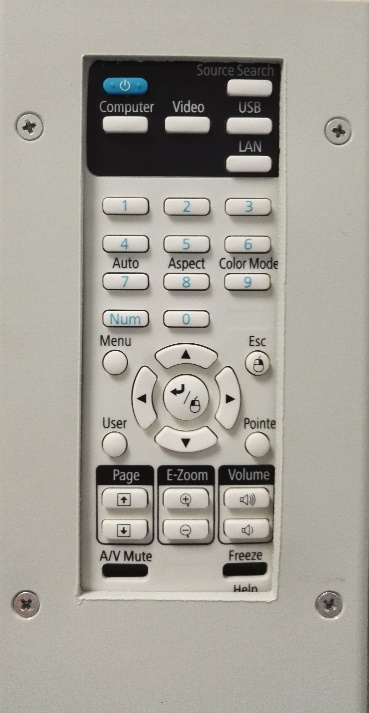 Source Search
Computer Video USB
LAN
1 2 3
4 5 6
Auto Aspect Color Mode
7 8 9
Num 0
Menu Esc
User Pointe
Page E-Zoom Volume
A/V Mute Freeze
Help